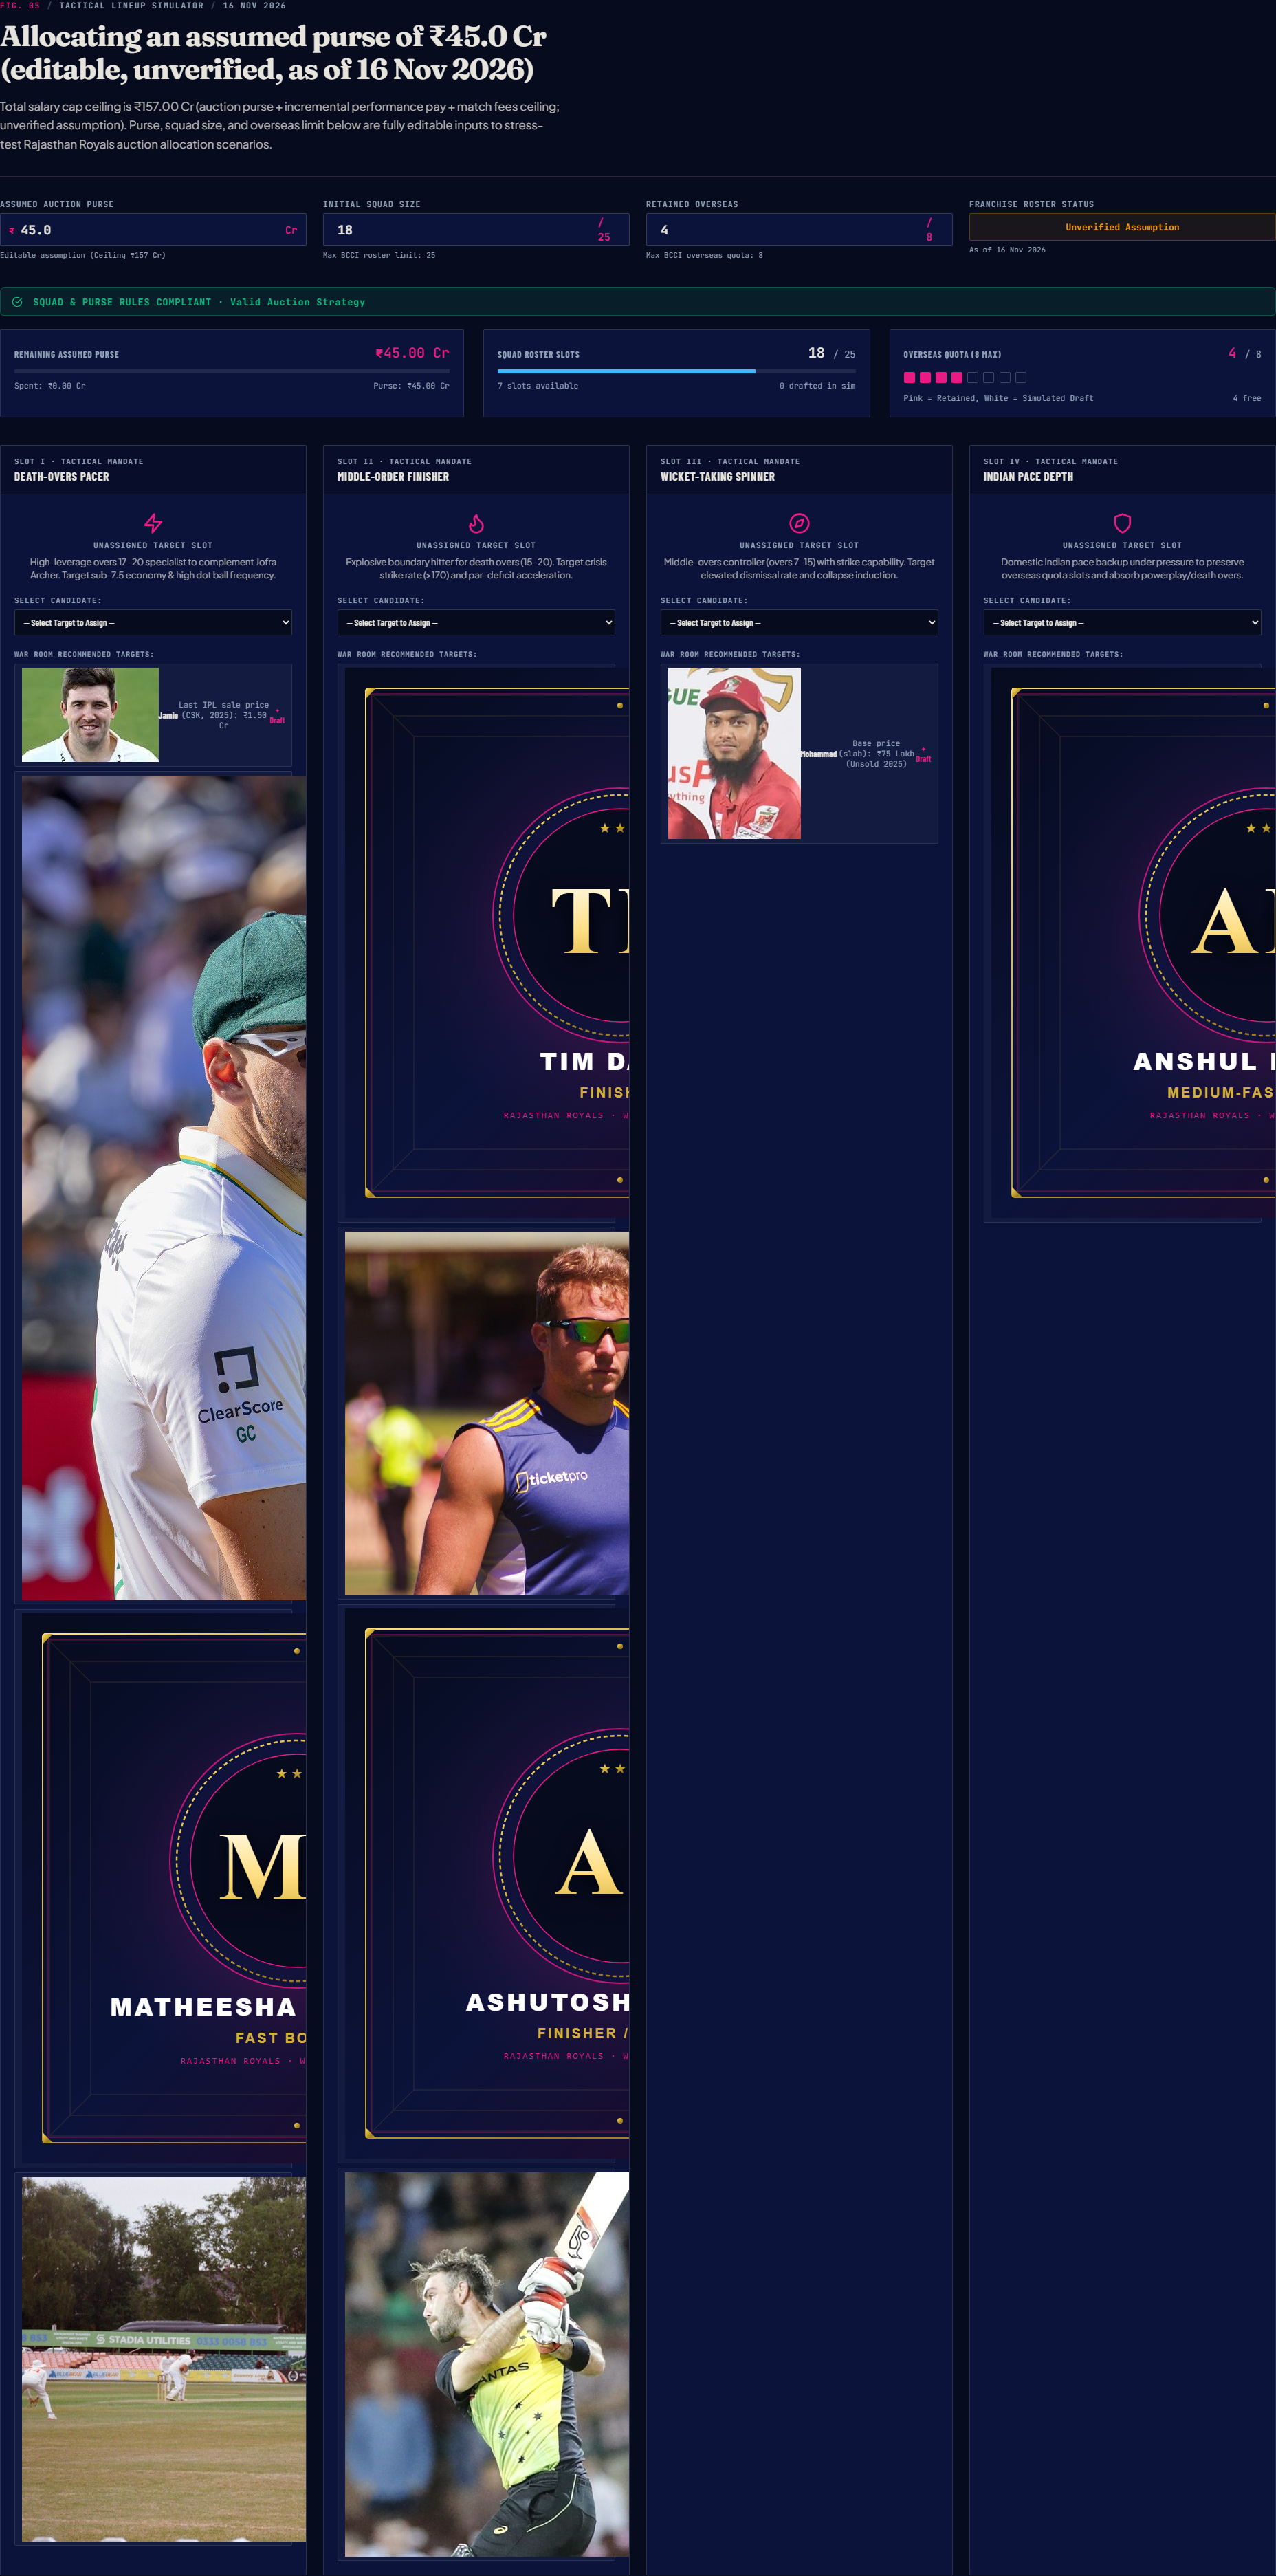 FIG. 05 / TACTICAL LINEUP SIMULATOR / 16 NOV 2026
Allocating an assumed purse of ₹45.0 Cr
(editable, unverified, as of 16 Nov 2026)
Total salary cap ceiling is ₹157.00 Cr (auction purse + incremental performance pay + match fees ceiling;
unverified assumption). Purse, squad size, and overseas limit below are fully editable inputs to stress-
test Rajasthan Royals auction allocation scenarios.
ASSUMED AUCTION PURSE
₹ 45.0 Cr
Editable assumption (Ceiling ₹157 Cr)
INITIAL SQUAD SIZE
18 / 25
Max BCCI roster limit: 25
RETAINED OVERSEAS
4 / 8
Max BCCI overseas quota: 8
FRANCHISE ROSTER STATUS
Unverified Assumption
As of 16 Nov 2026
SQUAD & PURSE RULES COMPLIANT · Valid Auction Strategy
REMAINING ASSUMED PURSE ₹45.00 Cr
Spent: ₹0.00 Cr Purse: ₹45.00 Cr
SQUAD ROSTER SLOTS 18 / 25
7 slots available 0 drafted in sim
OVERSEAS QUOTA (8 MAX) 4 / 8
Pink = Retained, White = Simulated Draft 4 free
SLOT I · TACTICAL MANDATE
DEATH-OVERS PACER
UNASSIGNED TARGET SLOT
High-leverage overs 17–20 specialist to complement Jofra
Archer. Target sub-7.5 economy & high dot ball frequency.
SELECT CANDIDATE:
— Select Target to Assign —
WAR ROOM RECOMMENDED TARGETS:
Jamie
Last IPL sale price
(CSK, 2025): ₹1.50
Cr
+
Draft
ClearScore
GC
MATHEESHA
FAST BO
RAJASTHAN ROYALS · W
853
STADIA UTILITIES 0333 0058 853
SLOT II · TACTICAL MANDATE
MIDDLE-ORDER FINISHER
UNASSIGNED TARGET SLOT
Explosive boundary hitter for death overs (15–20). Target crisis
strike rate (>170) and par-deficit acceleration.
SELECT CANDIDATE:
— Select Target to Assign —
WAR ROOM RECOMMENDED TARGETS:
TIM DA
FINISH
RAJASTHAN ROYALS · W
ticketpro
A
ASHUTOSH
FINISHER /
RAJASTHAN ROYALS · W
ANTAS
SLOT III · TACTICAL MANDATE
WICKET-TAKING SPINNER
UNASSIGNED TARGET SLOT
Middle-overs controller (overs 7–15) with strike capability. Target
elevated dismissal rate and collapse induction.
SELECT CANDIDATE:
— Select Target to Assign —
WAR ROOM RECOMMENDED TARGETS:
GUE
usP
ything
Mohammad
Base price
(slab): ₹75 Lakh
(Unsold 2025)
+
Draft
SLOT IV · TACTICAL MANDATE
INDIAN PACE DEPTH
UNASSIGNED TARGET SLOT
Domestic Indian pace backup under pressure to preserve
overseas quota slots and absorb powerplay/death overs.
SELECT CANDIDATE:
— Select Target to Assign —
WAR ROOM RECOMMENDED TARGETS:
ANSHUL
MEDIUM-FAS
RAJASTHAN ROYALS · W